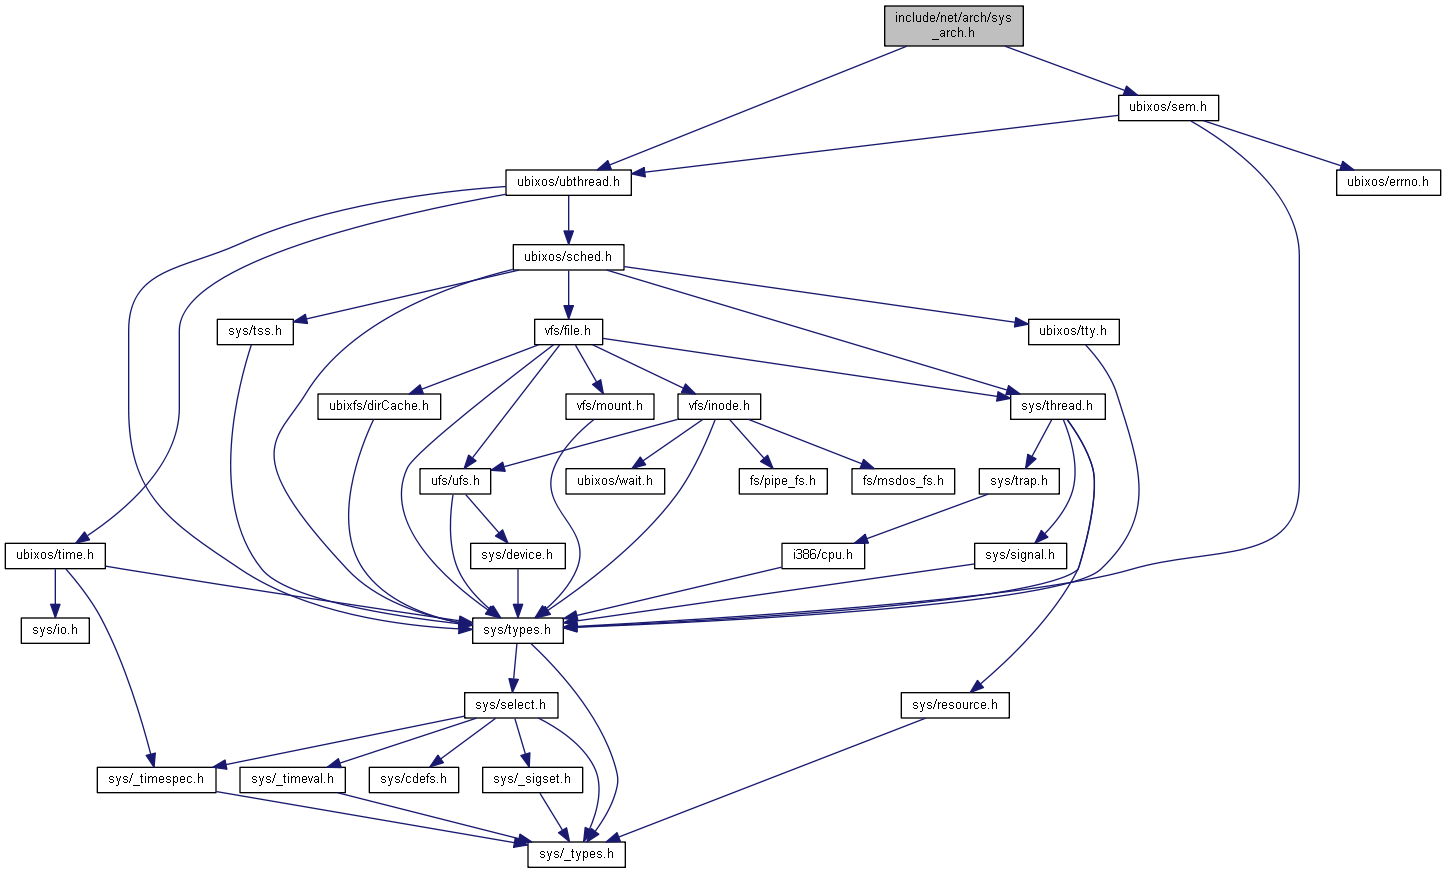 include/net/arch/sys
_arch.h
ubixos/sem.h
ubixos/ubthread.h
ubixos/errno.h
ubixos/sched.h
sys/tss.h
vfs/file.h
ubixos/tty.h
ubixfs/dirCache.h
vfs/mount.h
vfs/inode.h
sys/thread.h
ufs/ufs.h
ubixos/wait.h
fs/pipe_fs.h
fs/msdos_fs.h
sys/trap.h
ubixos/time.h
sys/device.h
i386/cpu.h
sys/signal.h
sys/io.h
sys/types.h
sys/select.h
sys/resource.h
sys/_timespec.h
sys/_timeval.h
sys/cdefs.h
sys/_sigset.h
sys/_types.h